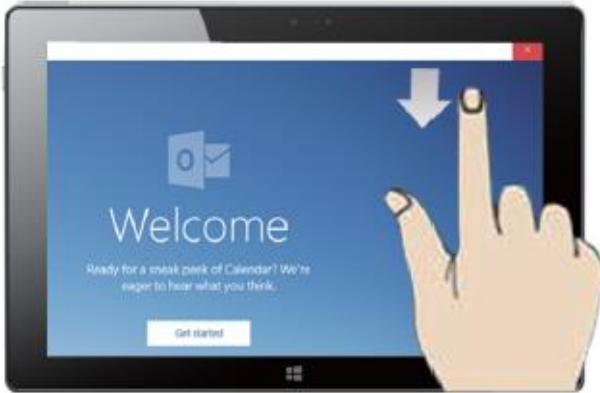 Welcome
Ready for a sneak peek of Calendar? We're
eager to hear what you think.
Get started